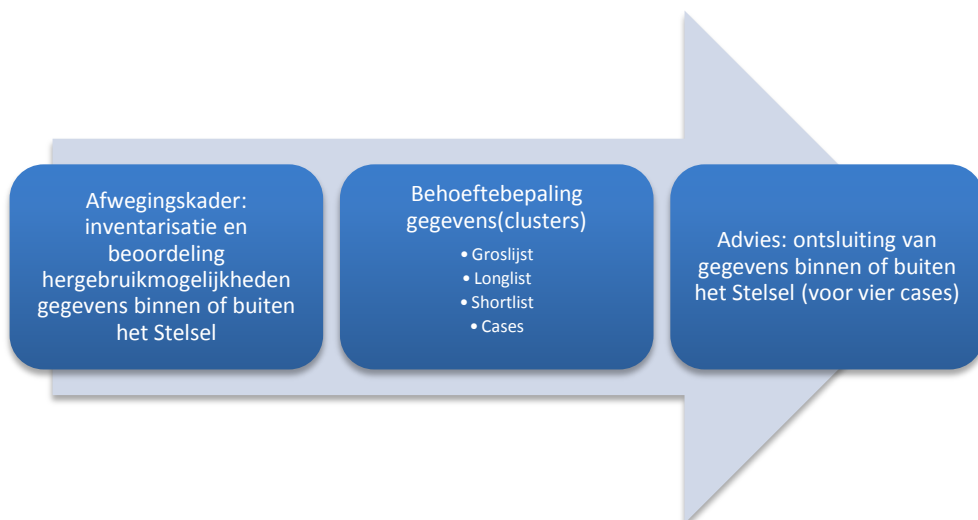 Afwegingskader:
inventarisatie en
beoordeling
hergebruikmogelijkheden
gegevens binnen of buiten
het Stelsel
Behoeftebepaling
gegevens(clusters)
• Groslijst
• Longlist
• Shortlist
• Cases
Advies: ontsluiting van
gegevens binnen of buiten
het Stelsel (voor vier cases)